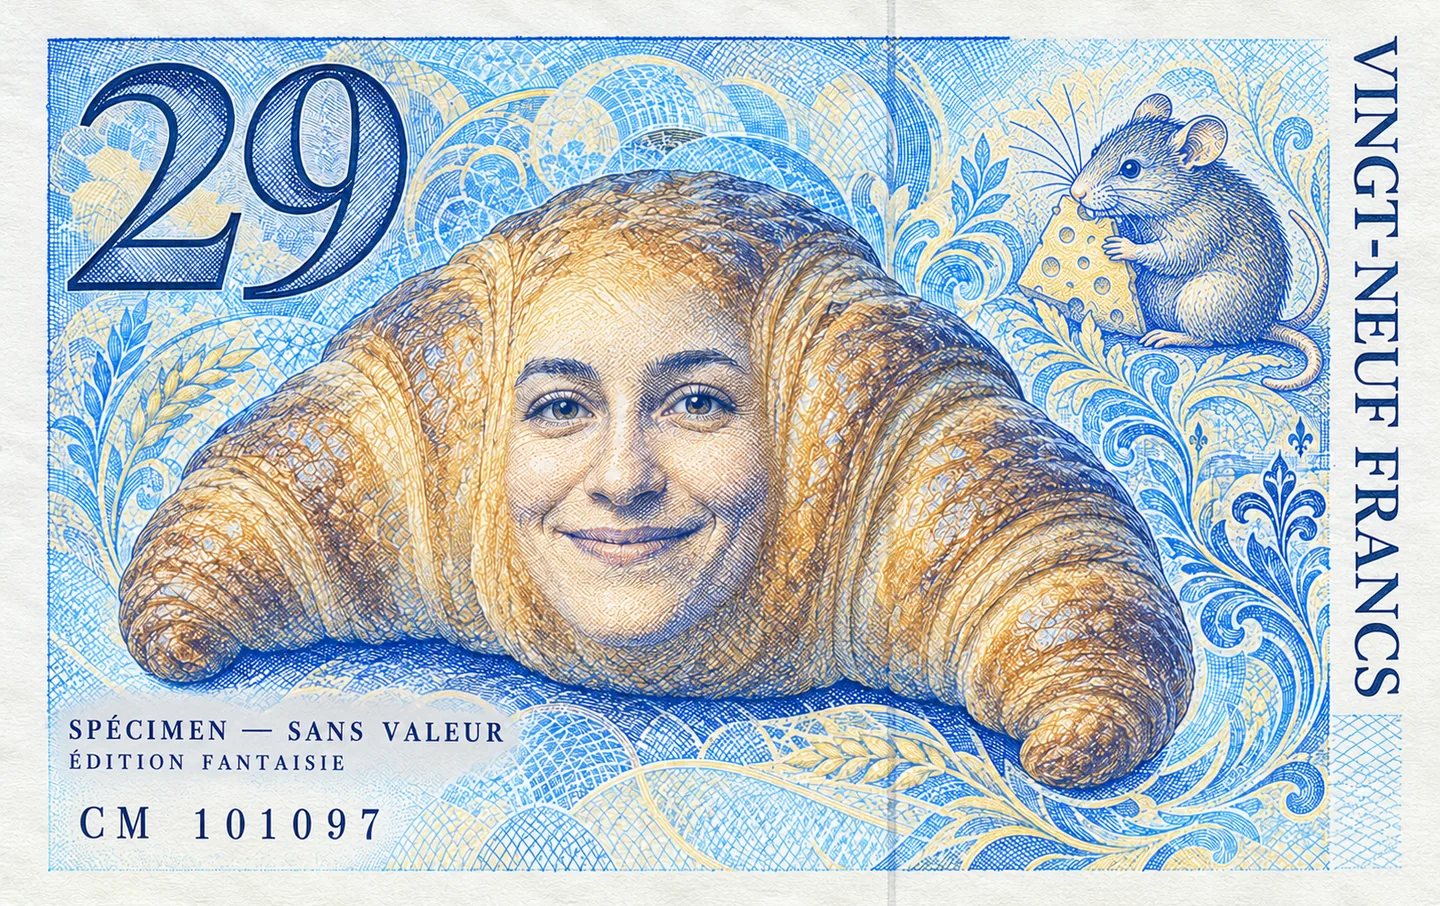 29
SPÉCIMEN — SANS VALEUR
ÉDITION FANTAISIE
CM 101097
VINGT-NEUF FRANCS